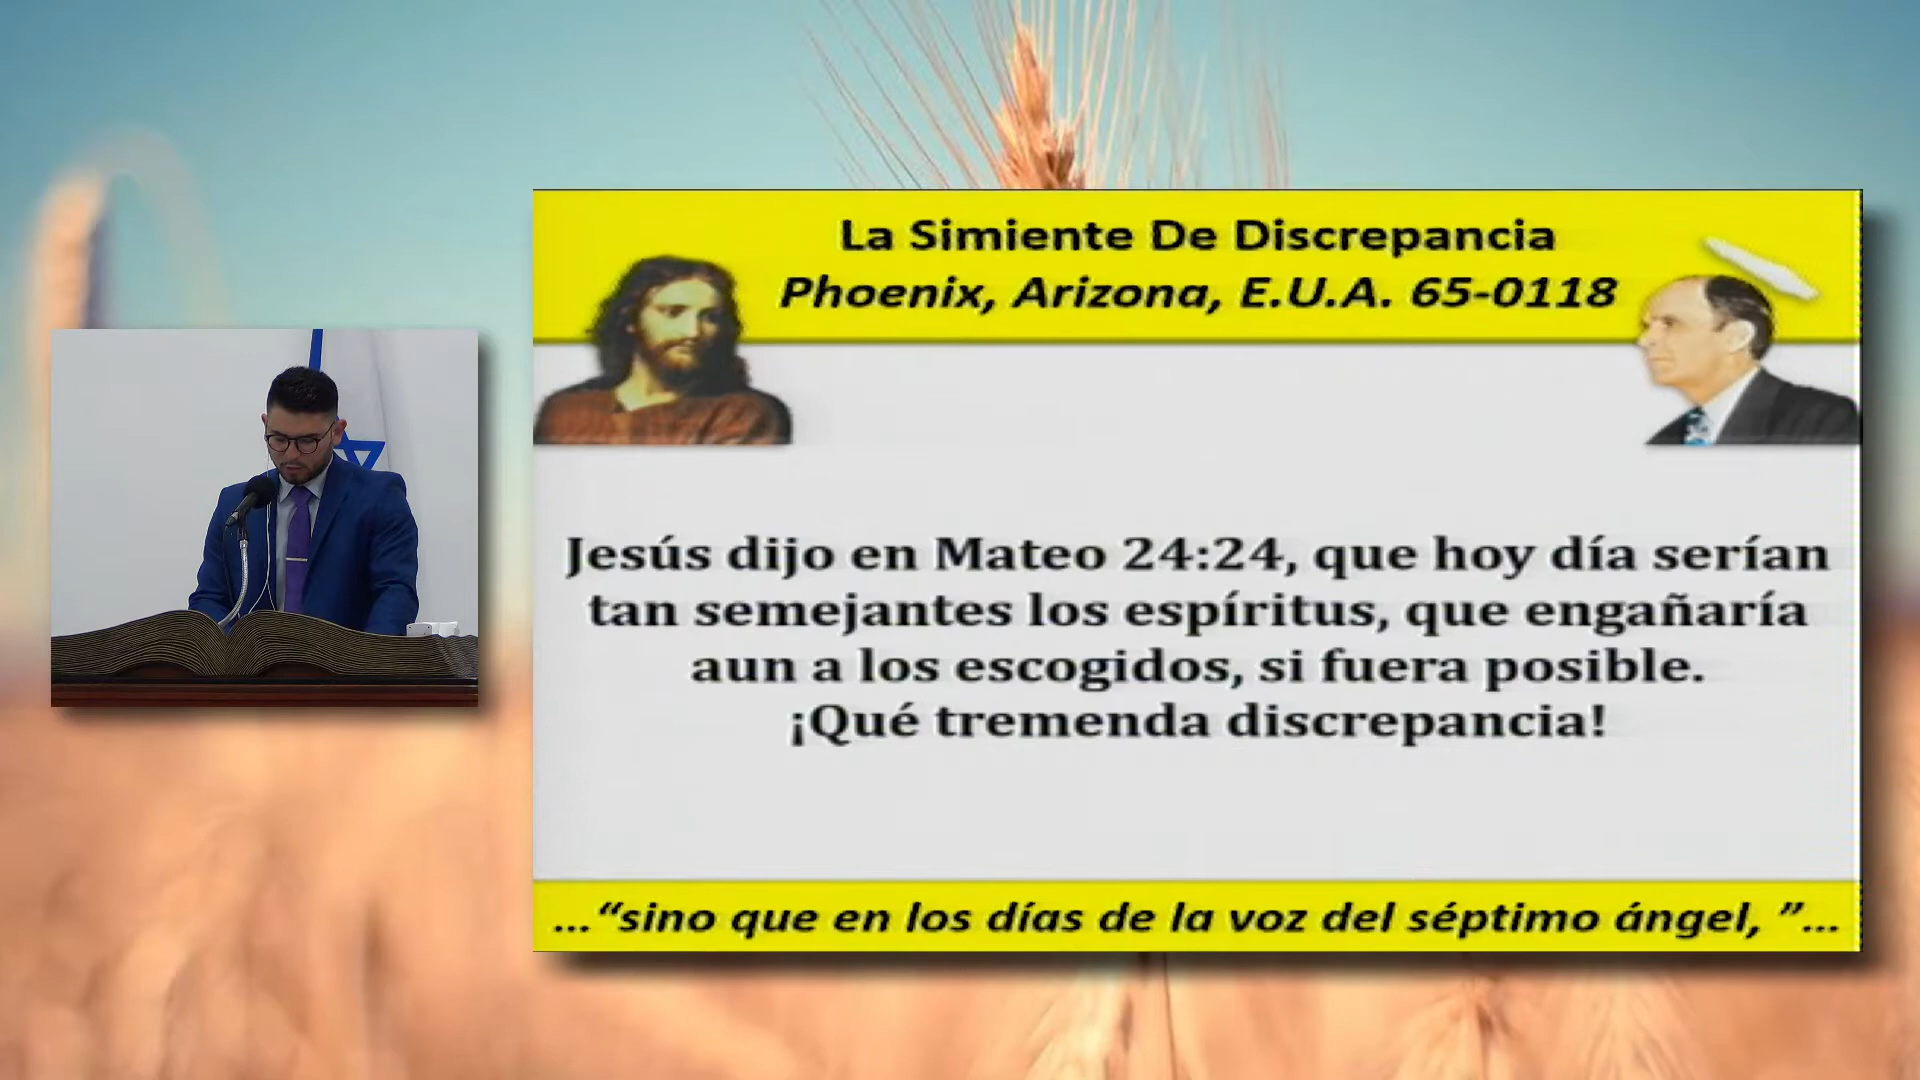 La Simiente De Discrepancia
Phoenix, Arizona, E.U.A. 65-0118
Jesús dijo en Mateo 24:24, que hoy día serían
tan semejantes los espíritus, que engañaría
aun a los escogidos, si fuera posible.
¡Qué tremenda discrepancia!
...“sino que en los días de la voz del séptimo ángel, ”...